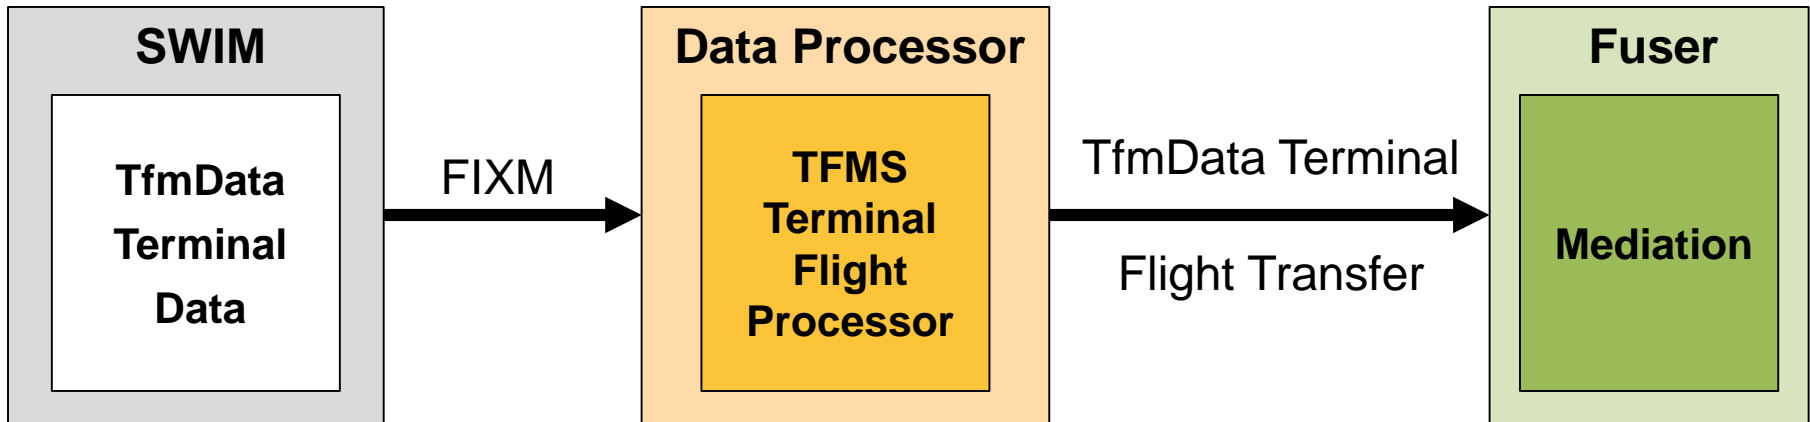 SWIM
TfmData
Terminal
Data
FIXM
Data Processor
TFMS
Terminal
Flight
Processor
TfmData Terminal
Flight Transfer
Fuser
Mediation